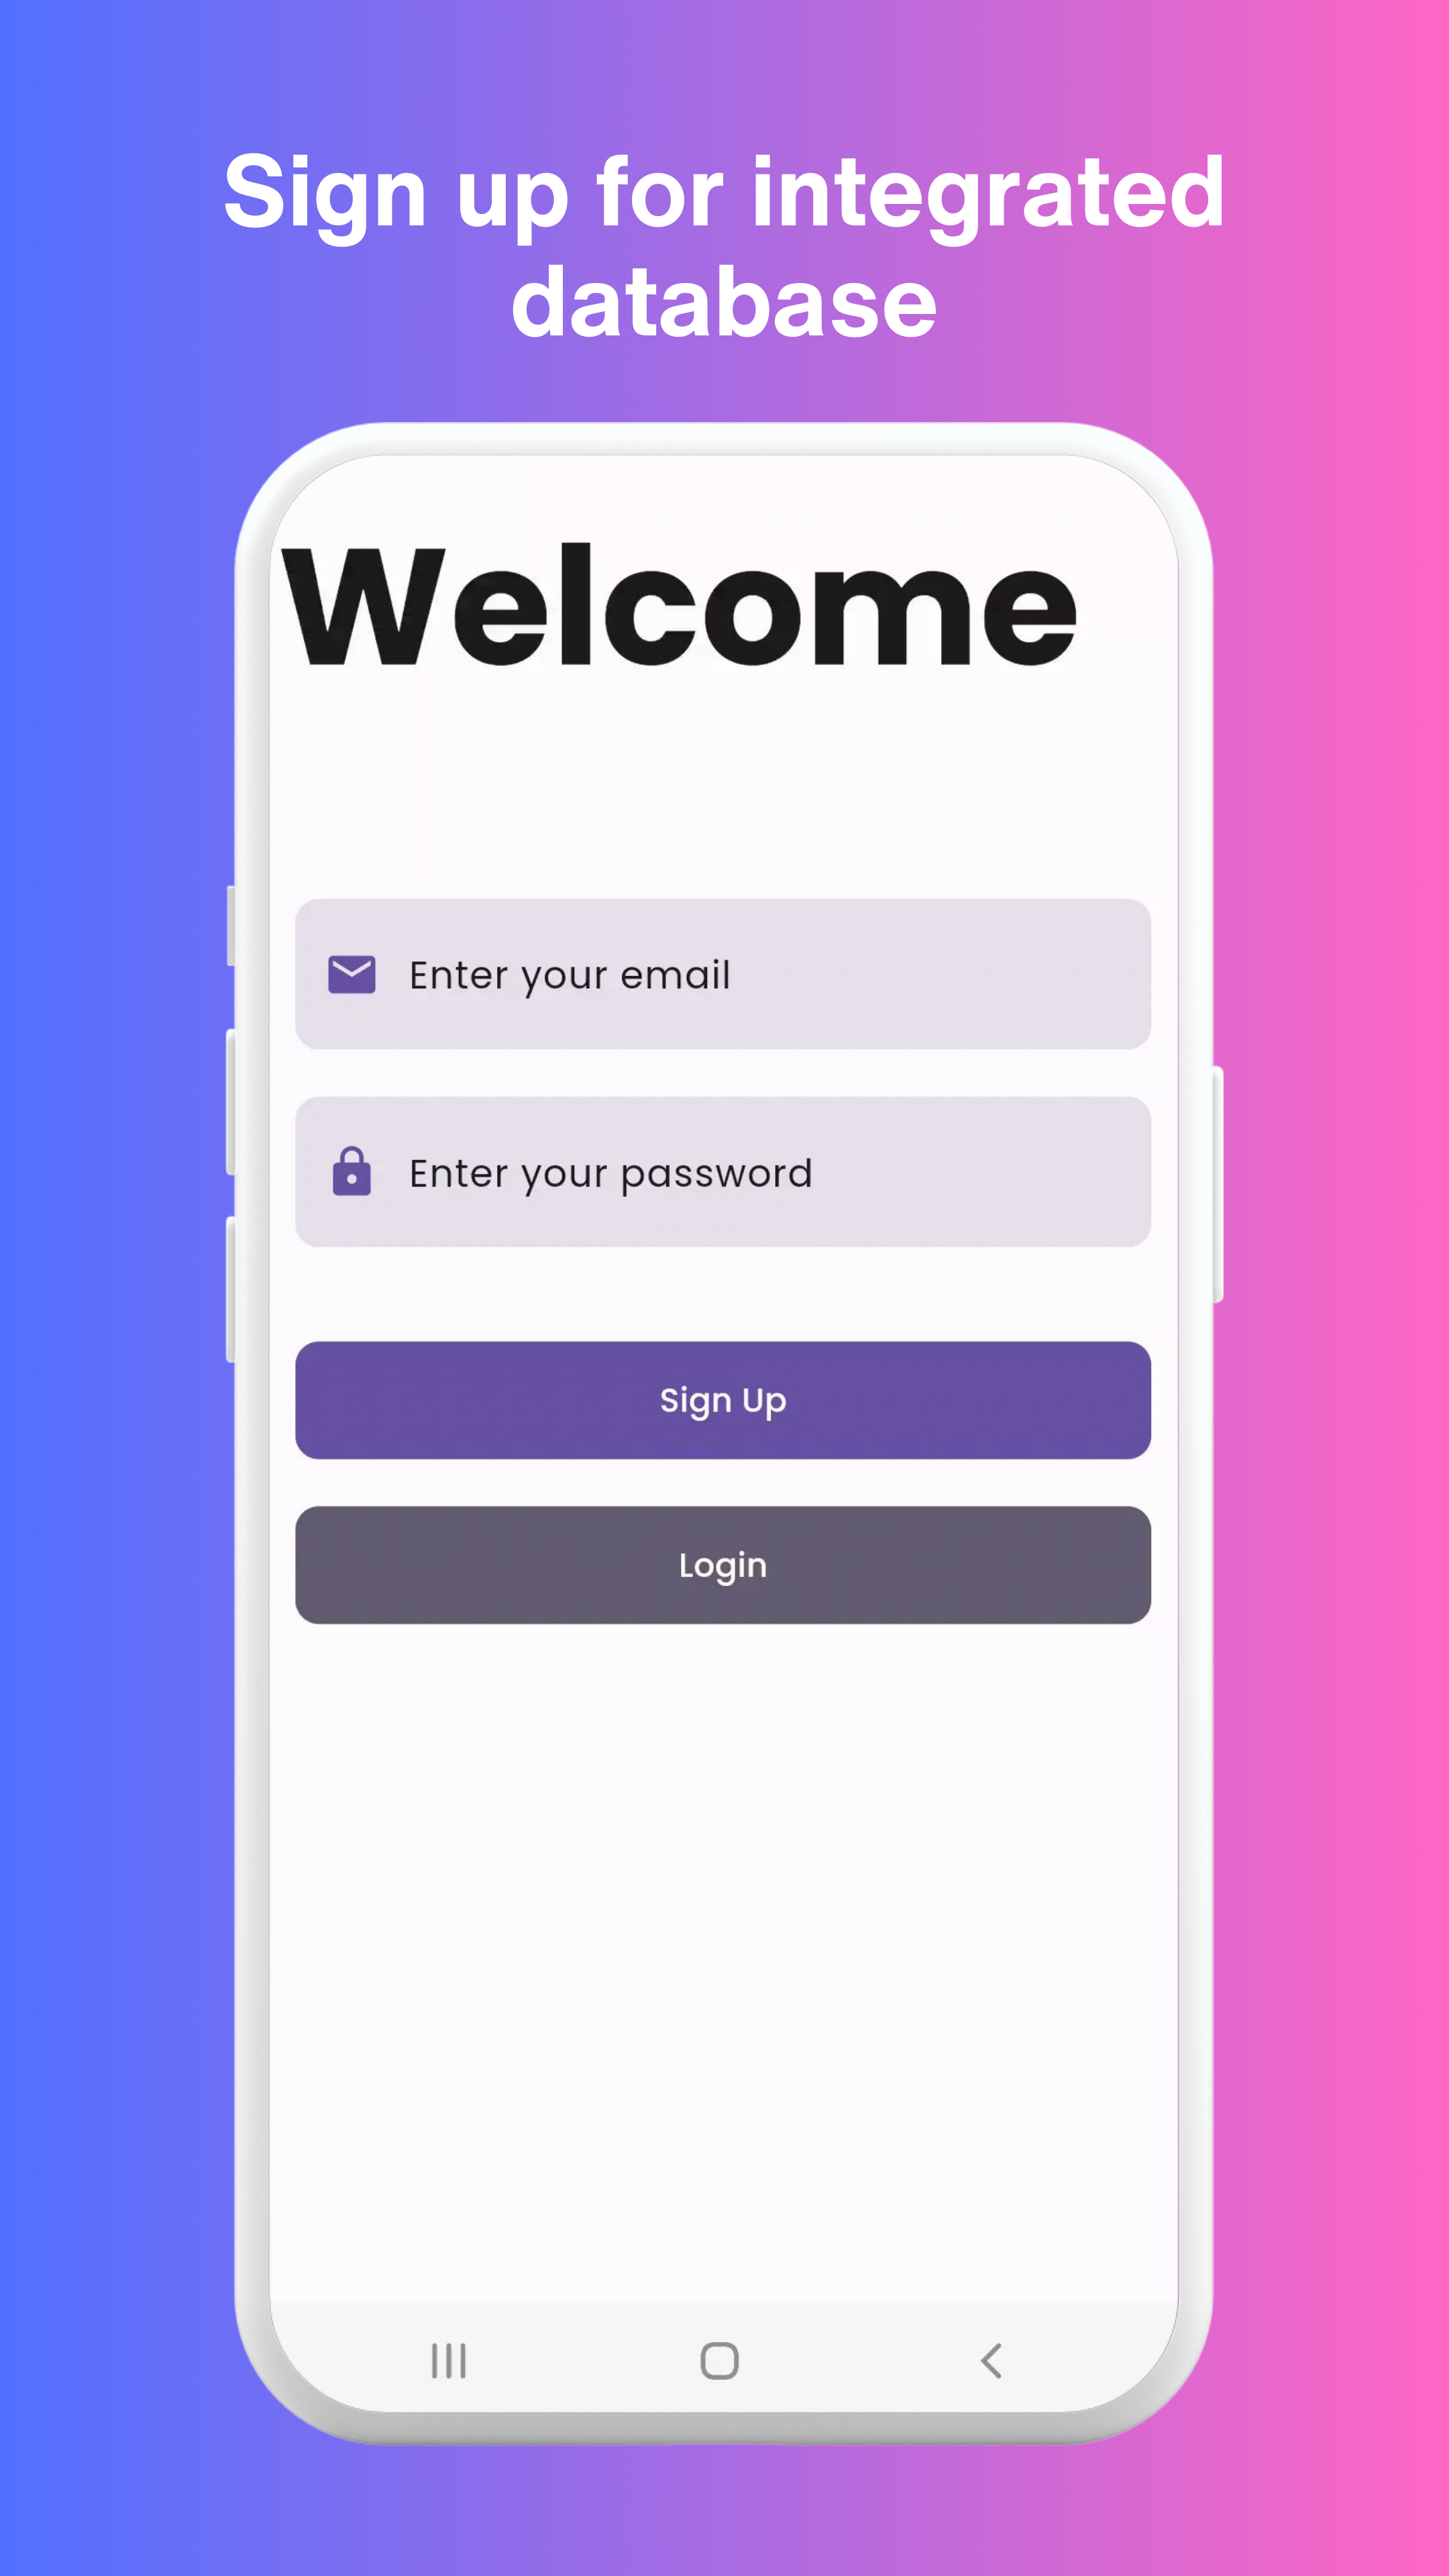 Sign up for integrated
database
Welcome
Enter your email
Enter your password
Sign Up
Login